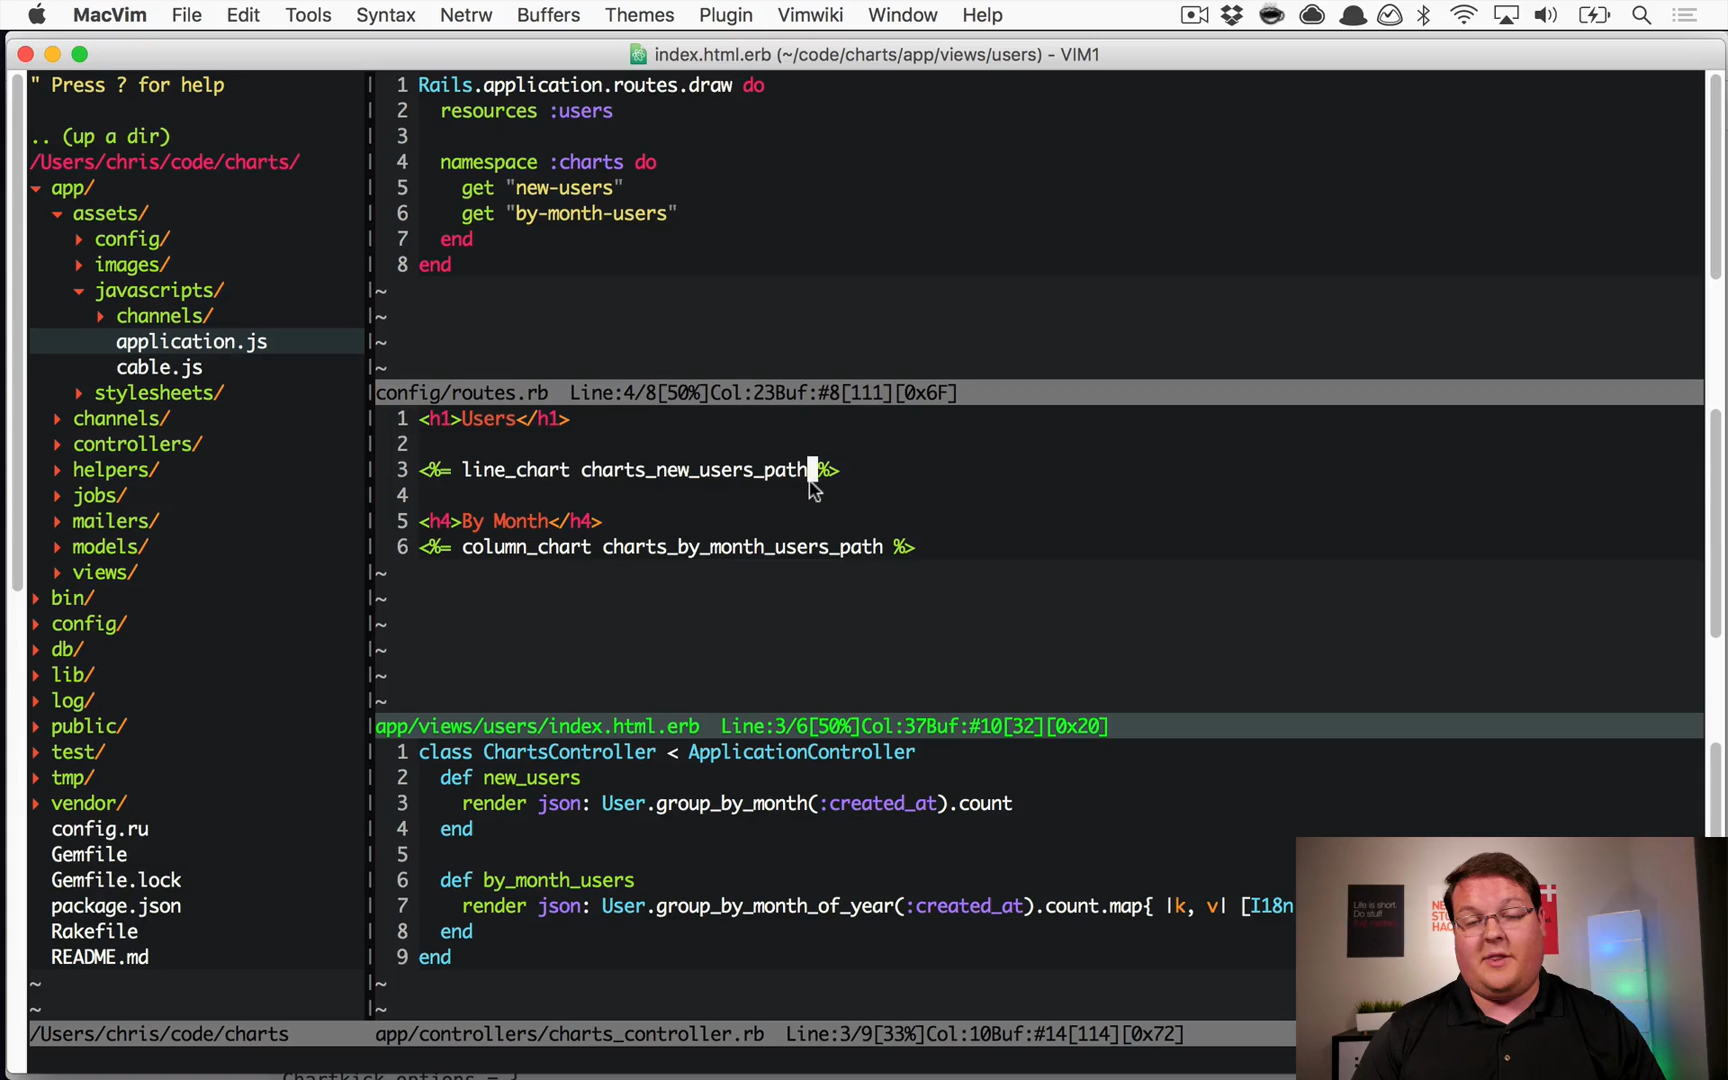 MacVim File Edit Tools Syntax Netrw Buffers Themes Plugin Vimwiki Window Help
index.html.erb (~/code/charts/app/views/users) - VIM1
" Press ? for help
.. (up a dir)
/Users/chris/code/charts/
app/
assets/
config/
images/
javascripts/
channels/
application.js
cable.js
stylesheets/
channels/
controllers/
helpers/
jobs/
mailers/
models/
views/
bin/
config/
db/
lib/
log/
public/
test/
tmp/
vendor/
config.ru
Gemfile
Gemfile.lock
package.json
Rakefile
README.md
~
~
/Users/chris/code/charts
1 Rails.application.routes.draw do
2 resources :users
3
4 namespace :charts do
5 get "new-users"
6 get "by-month-users"
7 end
8 end
~
~
~
~
config/routes.rb Line:4/8[50%]Col:23Buf:#8[111][0x6F]
1 <h1>Users</h1>
2
3 <%= line_chart charts_new_users_path %>
4
5 <h4>By Month</h4>
6 <%= column_chart charts_by_month_users_path %>
~
~
~
~
~
~
app/views/users/index.html.erb Line:3/6[50%]Col:37Buf:#10[32][0x20]
1 class ChartsController < ApplicationController
2 def new_users
3 render json: User.group_by_month(:created_at).count
4 end
5
6 def by_month_users
7 render json: User.group_by_month_of_year(:created_at).count.map{ |k, v| [I18n
8 end
9 end
~
~
app/controllers/charts_controller.rb Line:3/9[33%]Col:10Buf:#14[114][0x72]
Life is short.
Do stuff
Chartkick.options = {